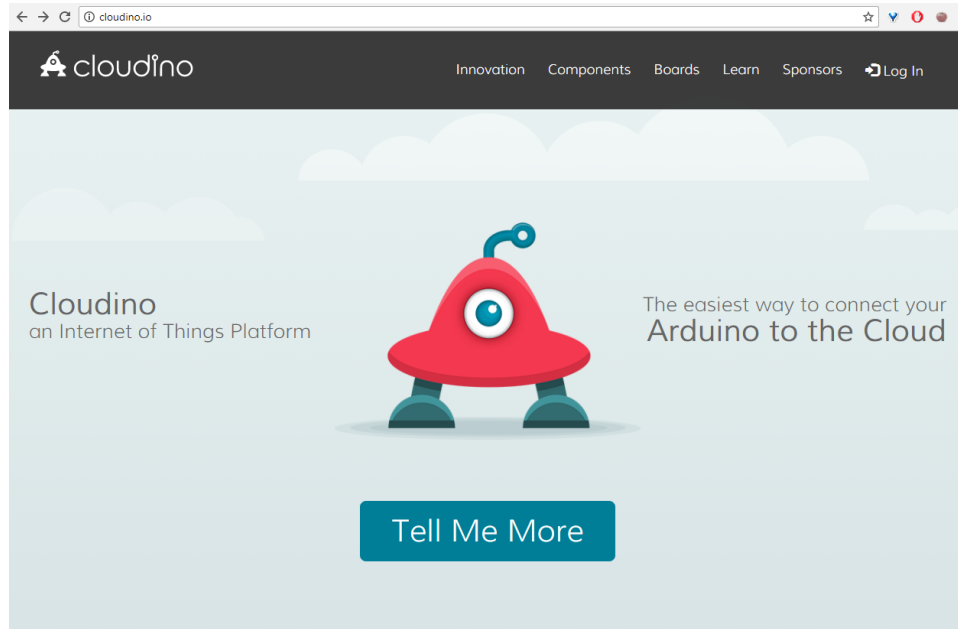 cloudino.io
cloudîno
Innovation Components Boards Learn Sponsors Log In
Cloudino
an Internet of Things Platform
The easiest way to connect your
Arduino to the Cloud
Tell Me More